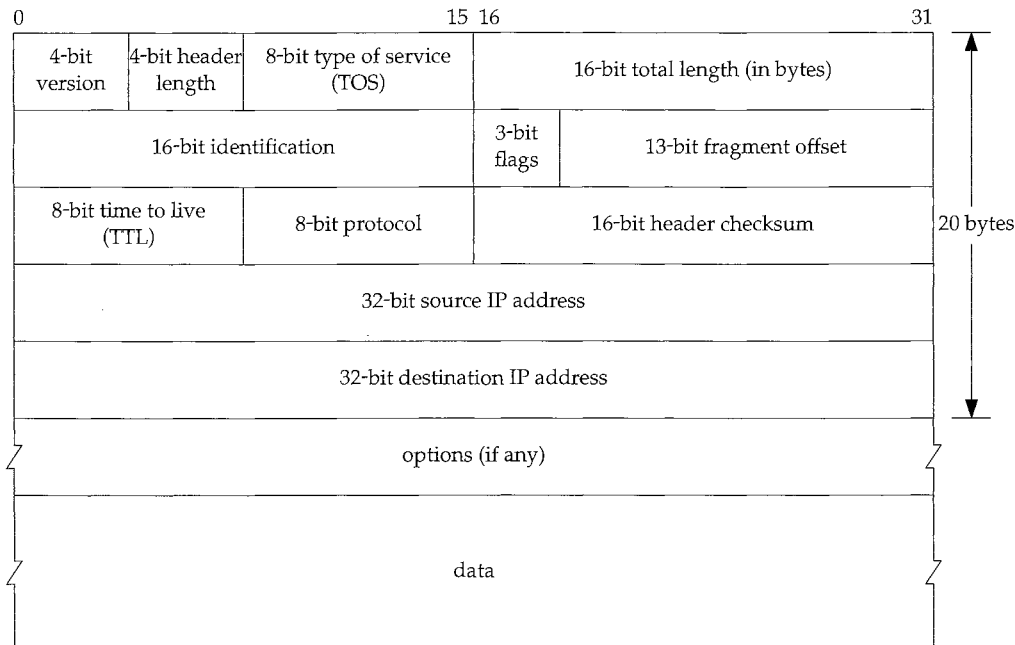 0 15 16 31
4-bit version
4-bit header length
8-bit type of service (TOS)
16-bit total length (in bytes)
16-bit identification
3-bit flags
13-bit fragment offset
8-bit time to live (TTL)
8-bit protocol
16-bit header checksum
20 bytes
32-bit source IP address
32-bit destination IP address
options (if any)
data